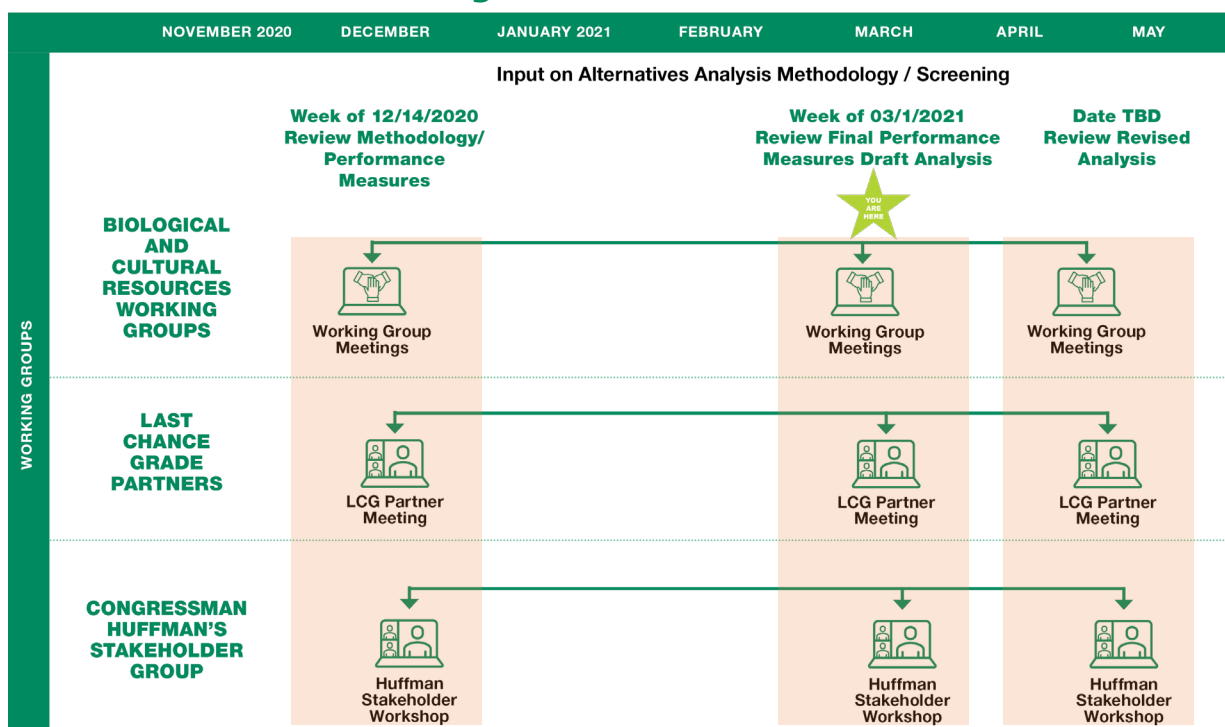 NOVEMBER 2020 DECEMBER JANUARY 2021 FEBRUARY MARCH APRIL MAY
Input on Alternatives Analysis Methodology / Screening
Week of 12/14/2020
Review Methodology/
Performance
Measures
Week of 03/1/2021
Review Final Performance
Measures Draft Analysis
Date TBD
Review Revised
Analysis
YOU
ARE
HERE
WORKING GROUPS
BIOLOGICAL
AND
CULTURAL
RESOURCES
WORKING
GROUPS
Working Group
Meetings
Working Group
Meetings
Working Group
Meetings
LAST
CHANCE
GRADE
PARTNERS
LCG Partner
Meeting
LCG Partner
Meeting
LCG Partner
Meeting
CONGRESSMAN
HUFFMAN'S
STAKEHOLDER
GROUP
Huffman
Stakeholder
Workshop
Huffman
Stakeholder
Workshop
Huffman
Stakeholder
Workshop